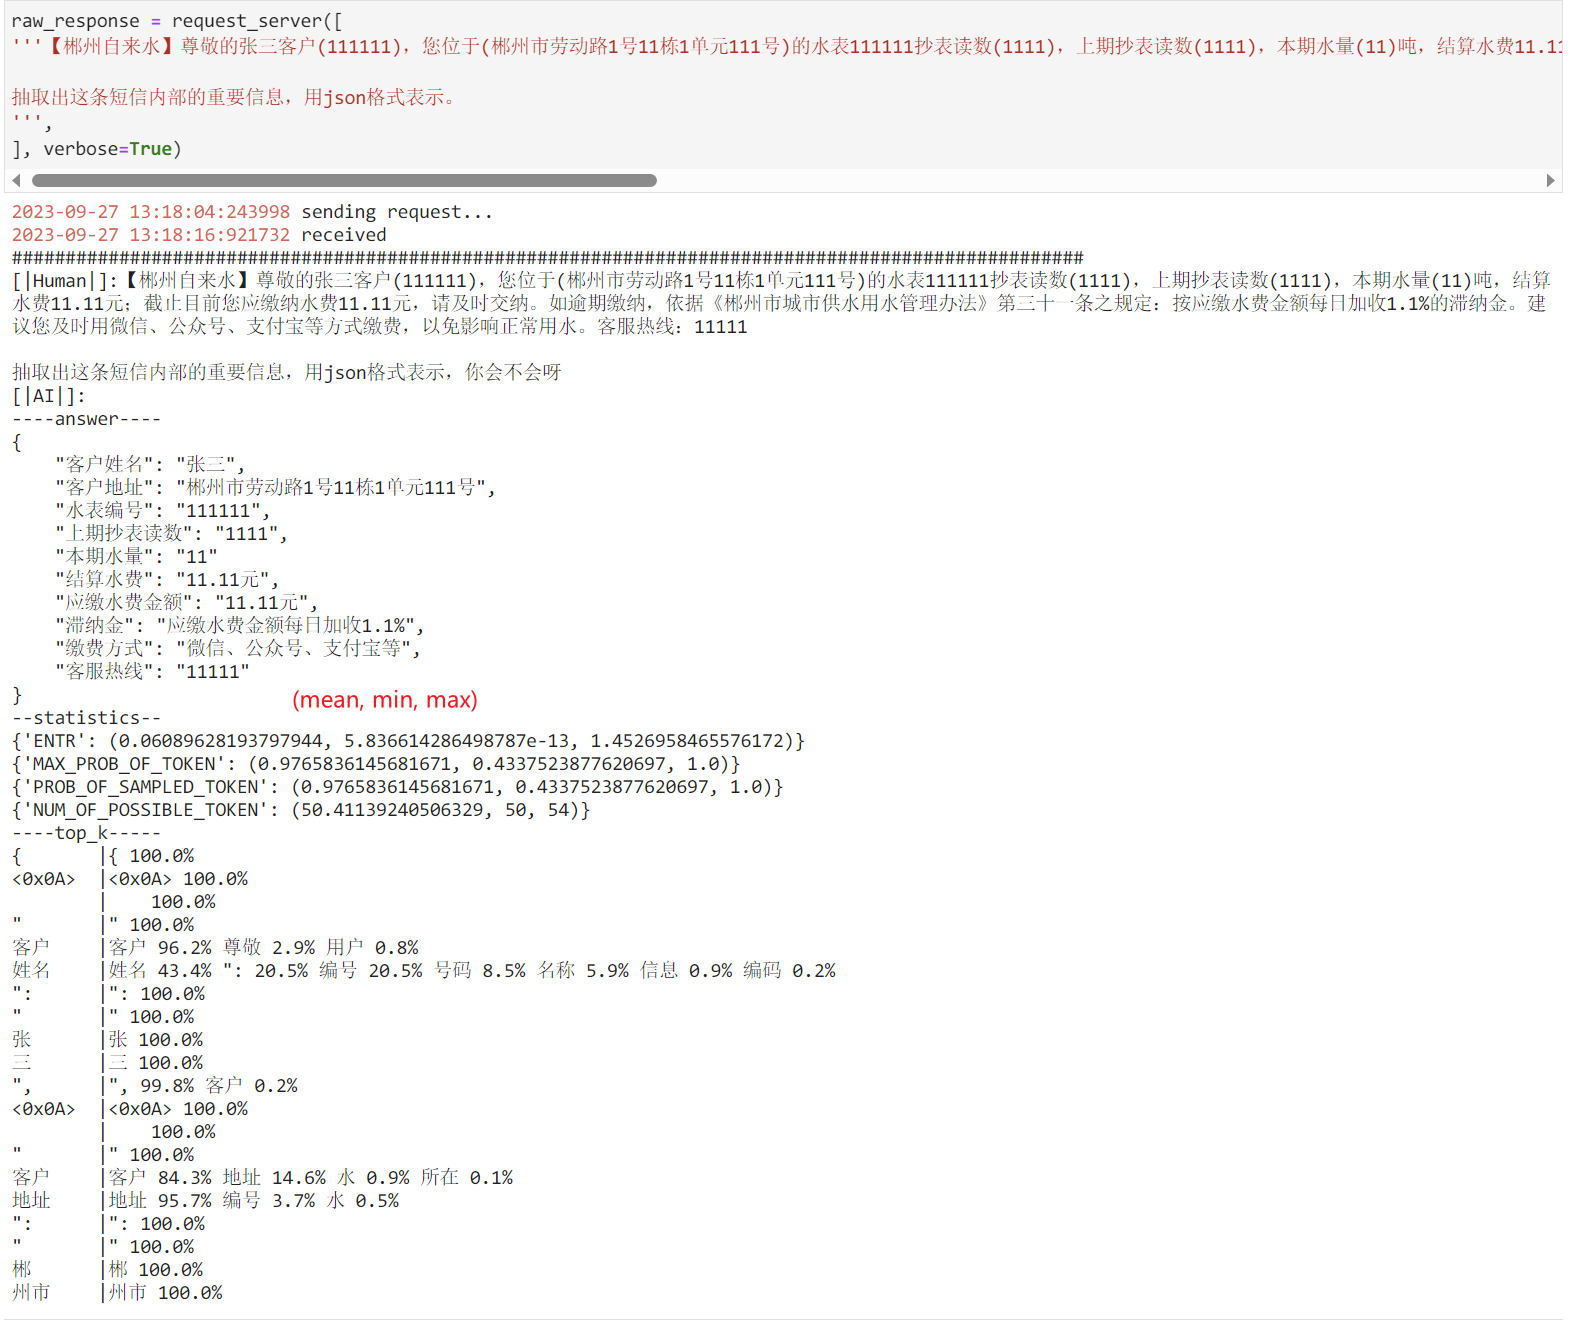 raw_response = request_server([
'''【郴州自来水】尊敬的张三客户(111111)，您位于(郴州市劳动路1号11栋1单元111号)的水表111111抄表读数(1111)，上期抄表读数(1111)，本期水量(11)吨，结算水费11.11
抽取出这条短信内部的重要信息，用json格式表示。
''',
], verbose=True)
2023-09-27 13:18:04:243998 sending request...
2023-09-27 13:18:16:921732 received
#####################################################################################################
[|Human|]:【郴州自来水】尊敬的张三客户(111111)，您位于(郴州市劳动路1号11栋1单元111号)的水表111111抄表读数(1111)，上期抄表读数(1111)，本期水量(11)吨，结算
水费11.11元；截止目前您应缴纳水费11.11元，请及时交纳。如逾期缴纳，依据《郴州市城市供水用水管理办法》第三十一条之规定：按应缴水费金额每日加收1.1%的滞纳金。建
议您及时用微信、公众号、支付宝等方式缴费，以免影响正常用水。客服热线：11111
抽取出这条短信内部的重要信息，用json格式表示，你会不会呀
[|AI|]:
----answer----
{
    "客户姓名": "张三",
    "客户地址": "郴州市劳动路1号11栋1单元111号",
    "水表编号": "111111",
    "上期抄表读数": "1111",
    "本期水量": "11"
    "结算水费": "11.11元",
    "应缴水费金额": "11.11元",
    "滞纳金": "应缴水费金额每日加收1.1%",
    "缴费方式": "微信、公众号、支付宝等",
    "客服热线": "11111"
}
(mean, min, max)
--statistics--
{'ENTR': (0.06089628193797944, 5.836614286498787e-13, 1.4526958465576172)}
{'MAX_PROB_OF_TOKEN': (0.9765836145681671, 0.4337523877620697, 1.0)}
{'PROB_OF_SAMPLED_TOKEN': (0.9765836145681671, 0.4337523877620697, 1.0)}
{'NUM_OF_POSSIBLE_TOKEN': (50.41139240506329, 50, 54)}
----top_k-----
{       |{ 100.0%
<0x0A>  |<0x0A> 100.0%
        |    100.0%
"       |" 100.0%
客户    |客户 96.2% 尊敬 2.9% 用户 0.8%
姓名    |姓名 43.4% ": 20.5% 编号 20.5% 号码 8.5% 名称 5.9% 信息 0.9% 编码 0.2%
":      |": 100.0%
"       |" 100.0%
张      |张 100.0%
三      |三 100.0%
",      |", 99.8% 客户 0.2%
<0x0A>  |<0x0A> 100.0%
        |    100.0%
"       |" 100.0%
客户    |客户 84.3% 地址 14.6% 水 0.9% 所在 0.1%
地址    |地址 95.7% 编号 3.7% 水 0.5%
":      |": 100.0%
"       |" 100.0%
郴      |郴 100.0%
州市    |州市 100.0%